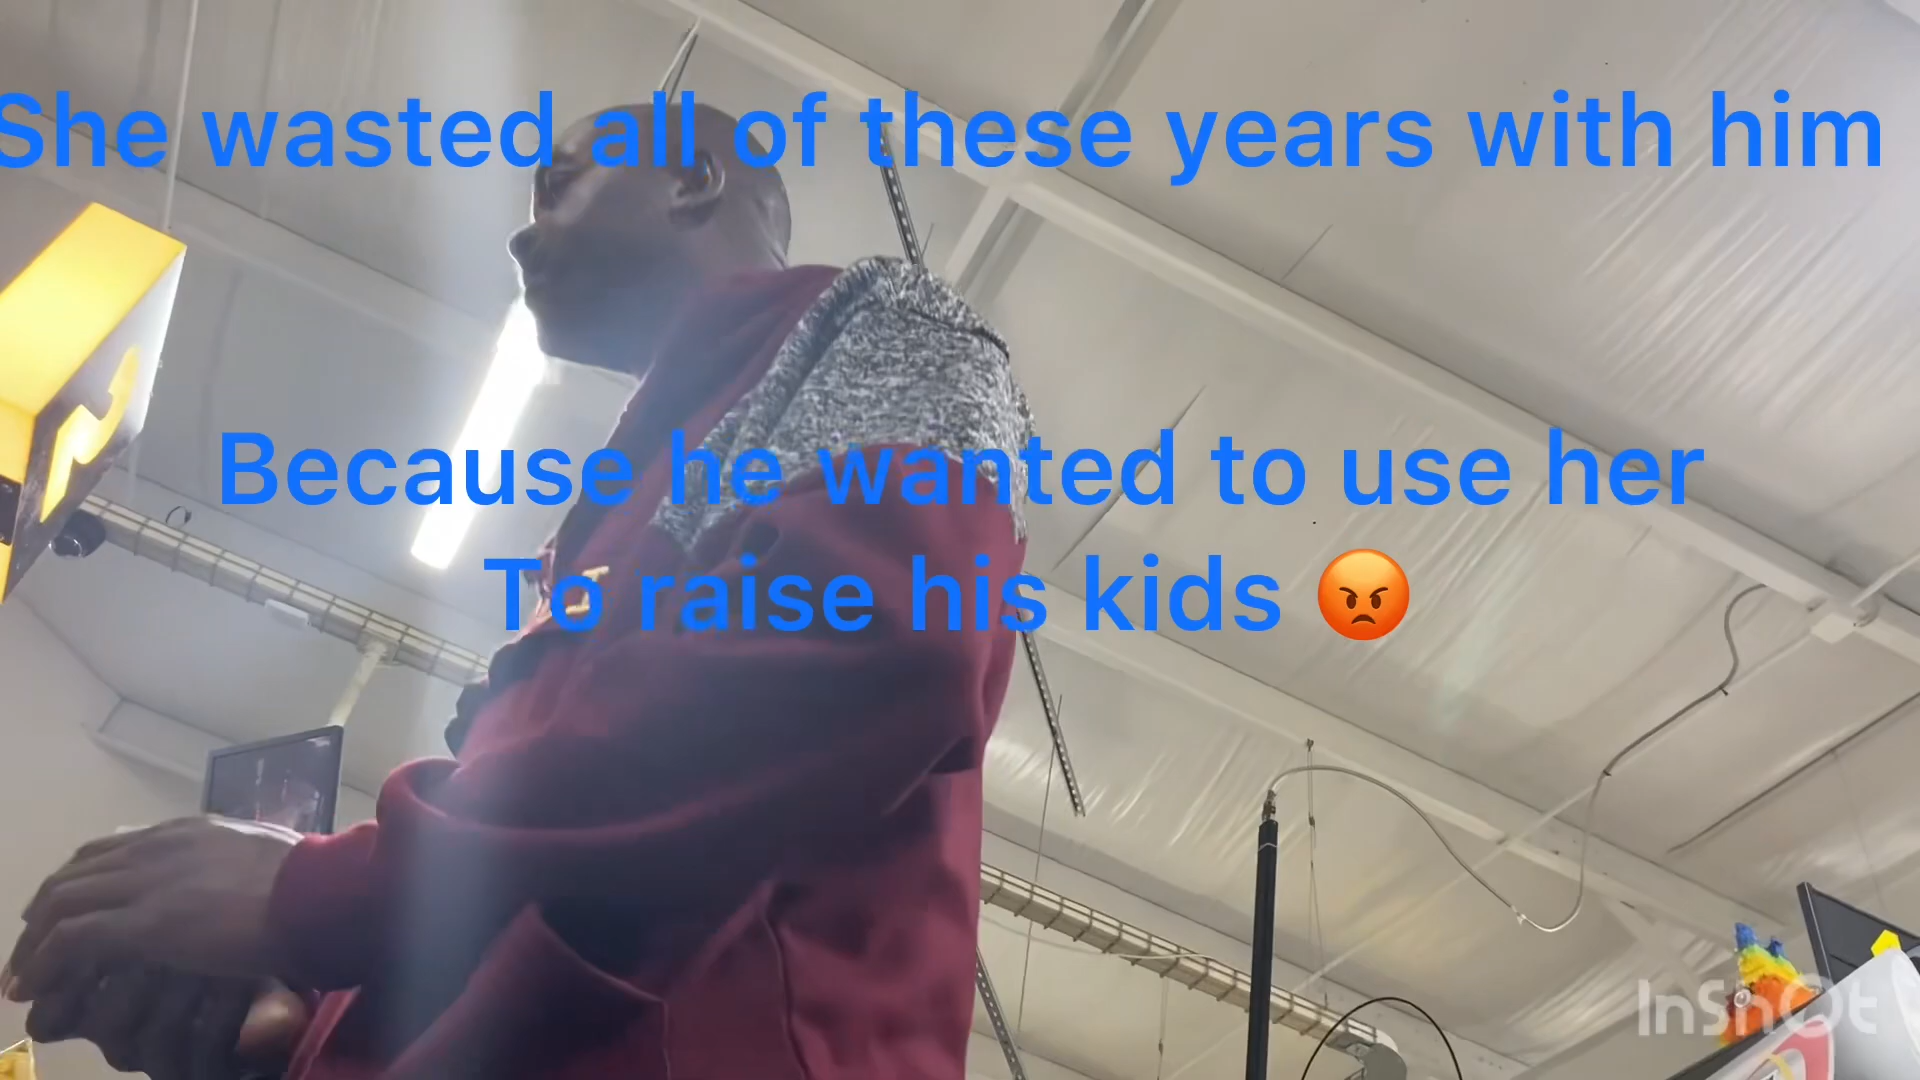 She wasted all of these years with him
Because he wanted to use her
To raise his kids 😡
InShOt